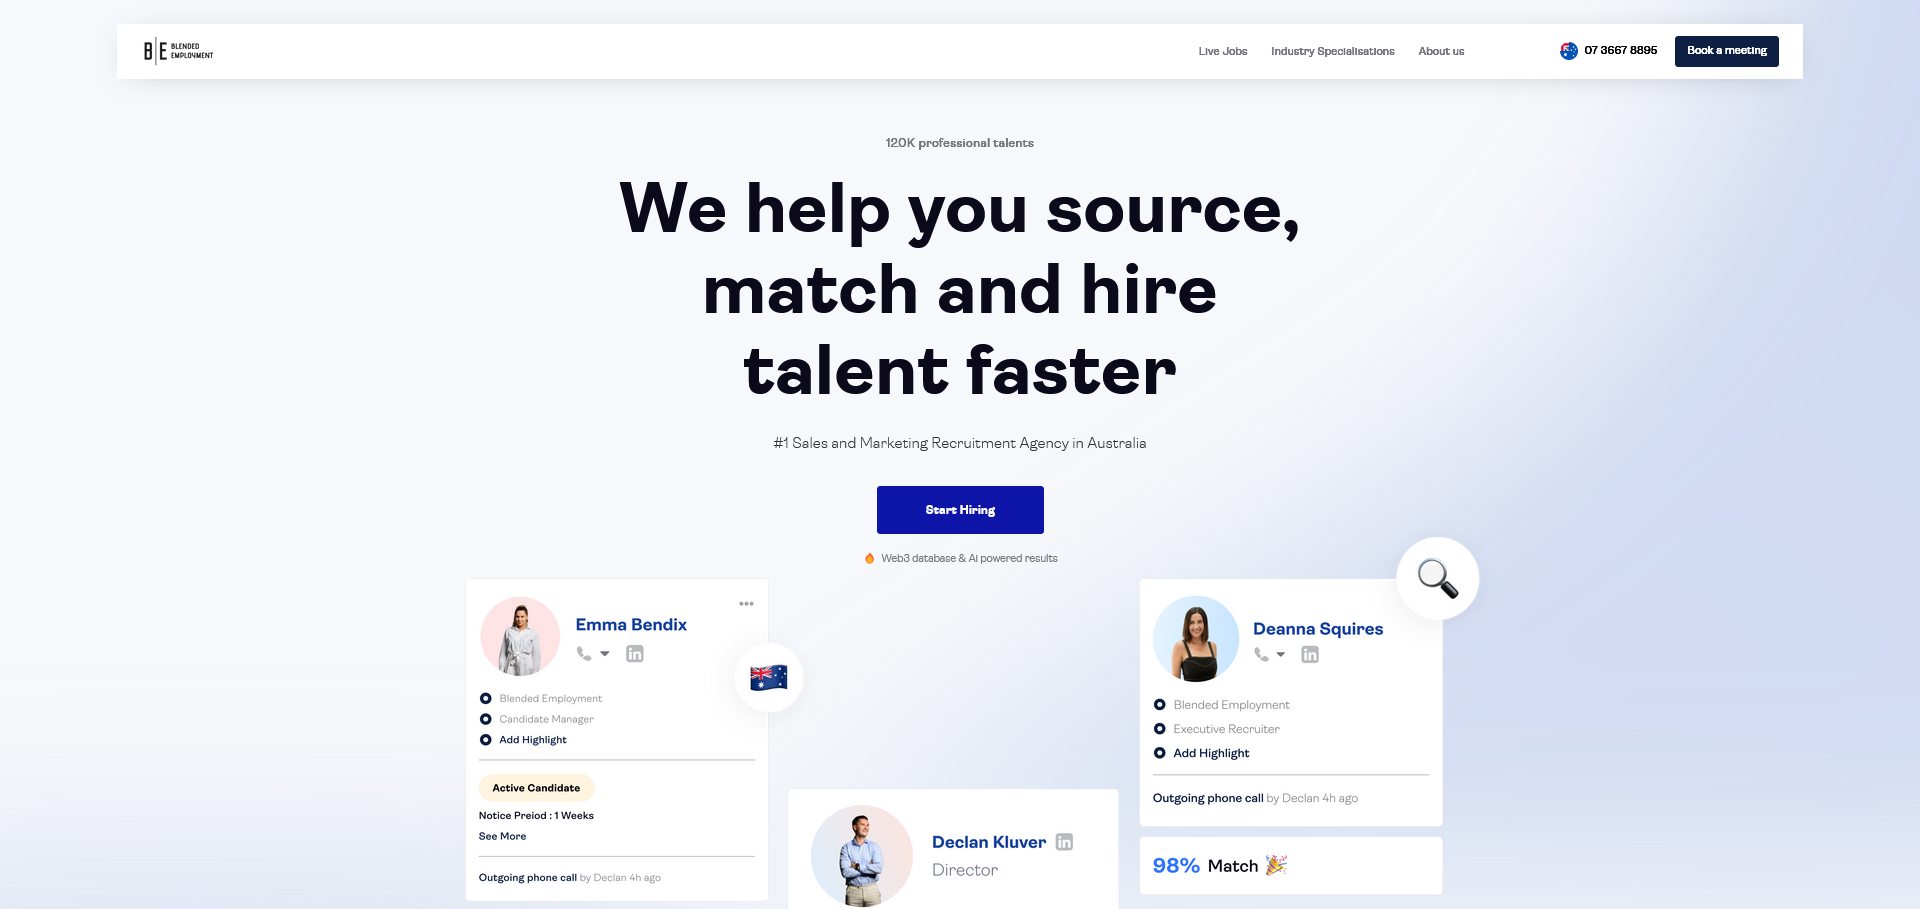 B E BLENDED
EMPLOYMENT
Live Jobs
Industry Specialisations
About us
07 3667 8895
Book a meeting
120K professional talents
We help you source,
match and hire
talent faster
#1 Sales and Marketing Recruitment Agency in Australia
Start Hiring
Web3 database & Ai powered results
Emma Bendix
in
Blended Employment
Candidate Manager
Add Highlight
Active Candidate
Notice Preiod : 1 Weeks
See More
Outgoing phone call by Declan 4h ago
Declan Kluver in
Director
Deanna Squires
in
Blended Employment
Executive Recruiter
Add Highlight
Outgoing phone call by Declan 4h ago
98% Match